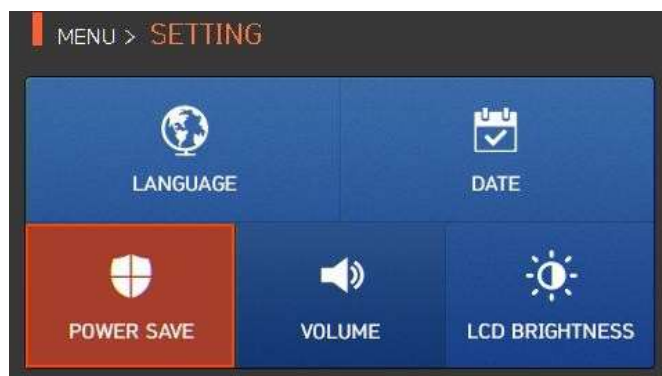 MENU > SETTING
LANGUAGE
DATE
POWER SAVE
VOLUME
LCD BRIGHTNESS